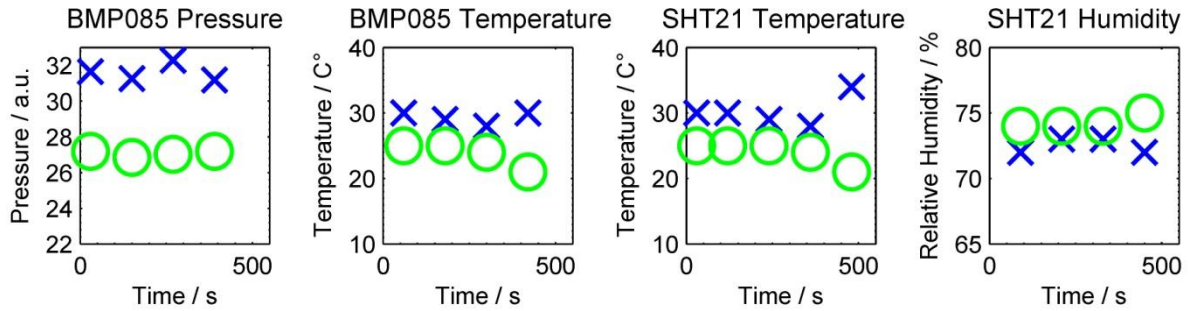 BMP085 Pressure
Pressure / a.u.
32
30
28
26
24
22
0
500
Time / s
BMP085 Temperature
Temperature / C°
40
30
20
10
0
500
Time / s
SHT21 Temperature
Temperature / C°
40
30
20
10
0
500
Time / s
SHT21 Humidity
Relative Humidity / %
80
75
70
65
0
500
Time / s